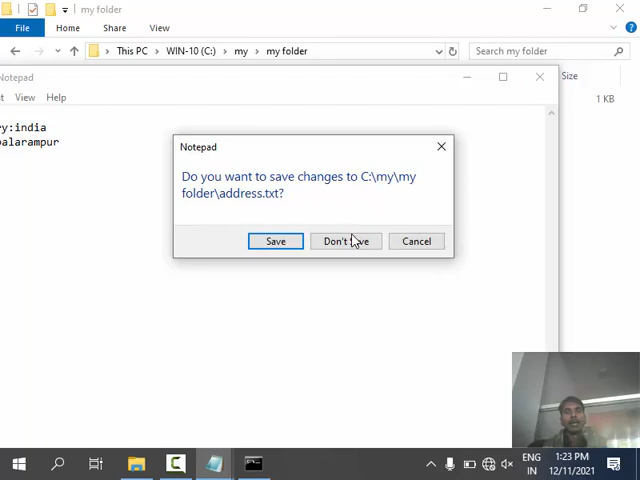 my folder
File Home Share View
This PC WIN-10 (C:) my my folder
Search my folder
Notepad
Size
View Help
1 KB
ry:india
balarampur
Notepad
Do you want to save changes to C:\my\my
folder\address.txt?
Save Don't Save Cancel
ENG
IN
1:23 PM
12/11/2021